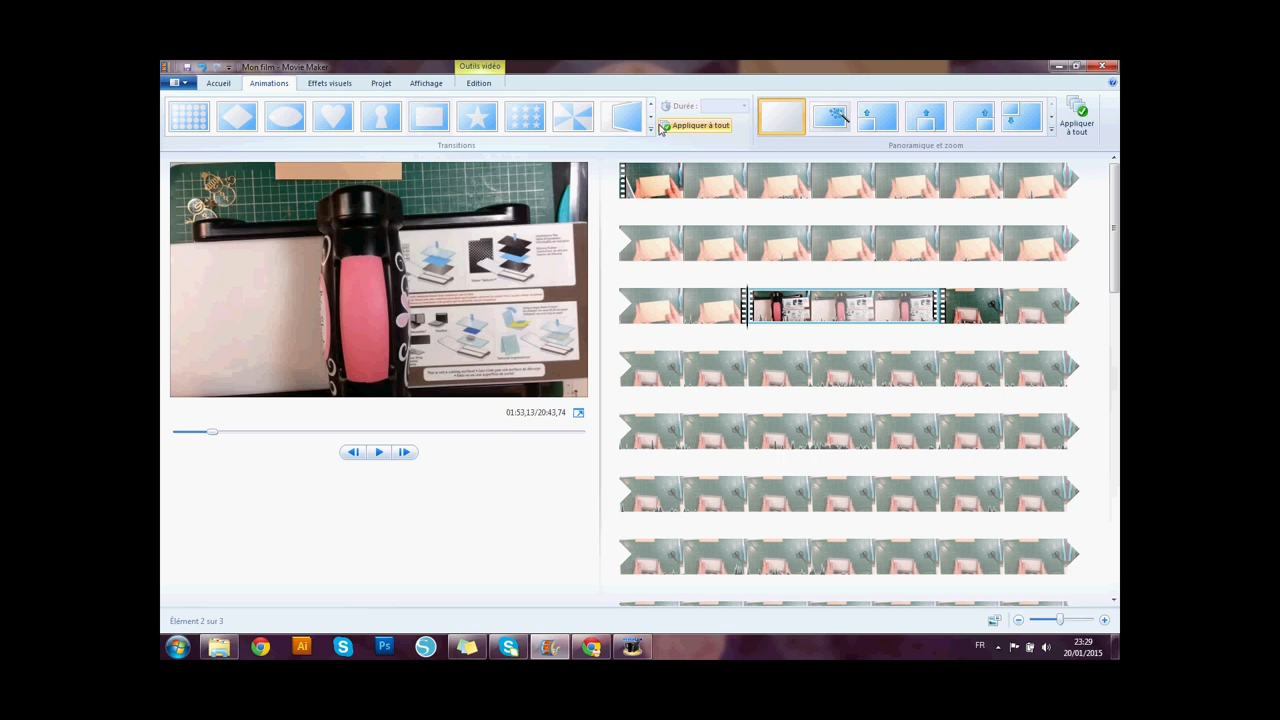 Mon film - Movie Maker
Outils vidéo
Accueil
Animations
Effets visuels
Projet
Affichage
Edition
Durée :
Appliquer à tout
Appliquer
à tout
Transitions
Panoramique et zoom
01:53,13/20:43,74
Élément 2 sur 3
Ai
Ps
FR
23:29
20/01/2015